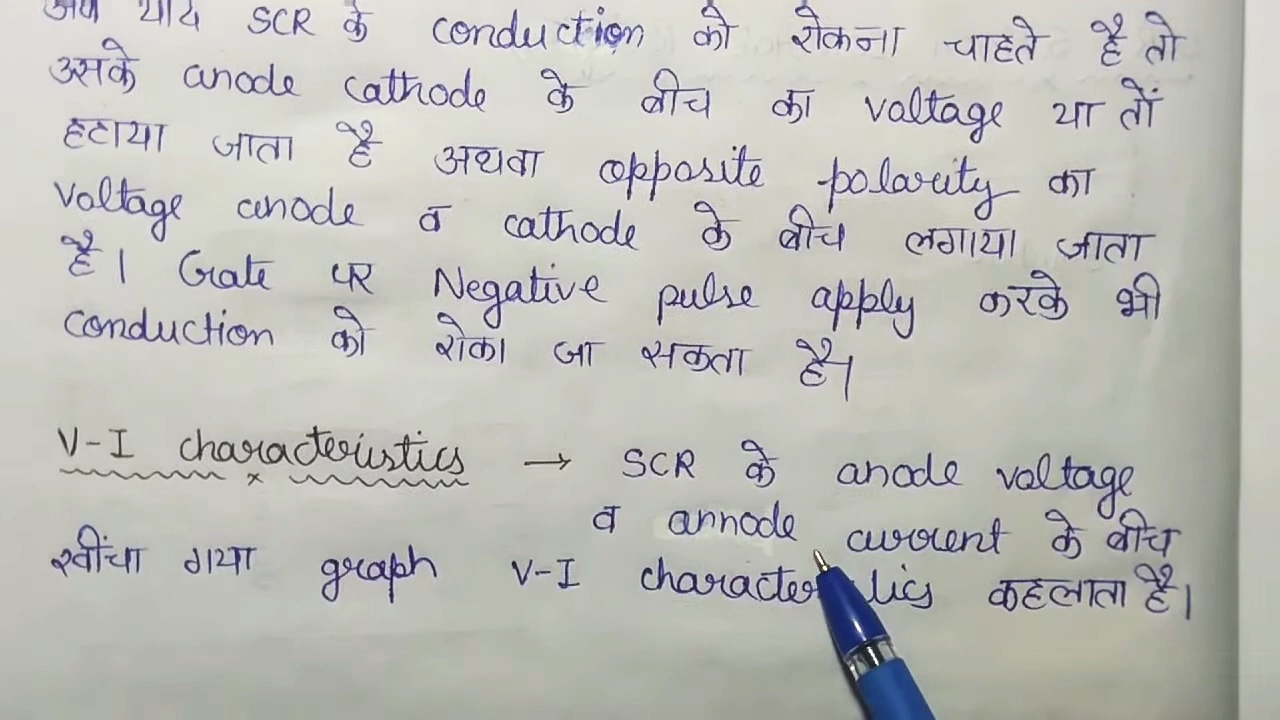 अब यदि SCR के conduction को रोकना चाहते है तो
उसके anode cathode के बीच का voltage या तों
हटाया जाता है अथवा opposite polarity का
voltage anode व cathode के बीच लगाया जाता
है। Gate पर Negative pulse apply करके भी
conduction को रोका जा सकता है।
V-I characteristics → SCR के anode voltage
व annode current के बीच
खींचा गया graph V-I characteristics कहलाता है।